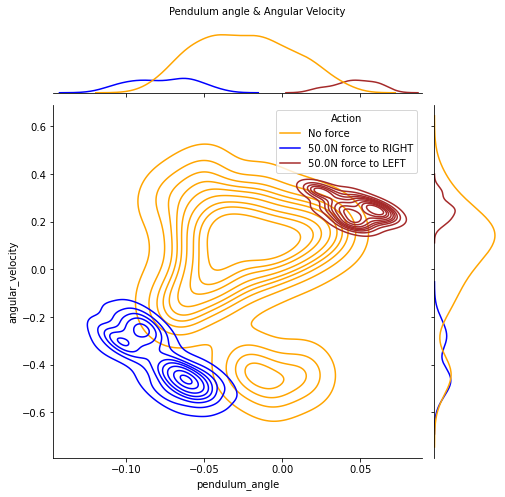 Pendulum angle & Angular Velocity
Action
No force
50.0N force to RIGHT
50.0N force to LEFT
0.6
0.4
0.2
0.0
−0.2
−0.4
−0.6
angular_velocity
−0.10
−0.05
0.00
0.05
pendulum_angle